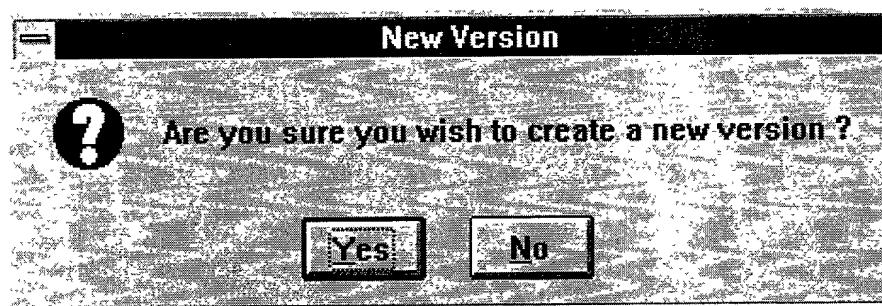 New Version
Are you sure you wish to create a new version ?
Yes
No